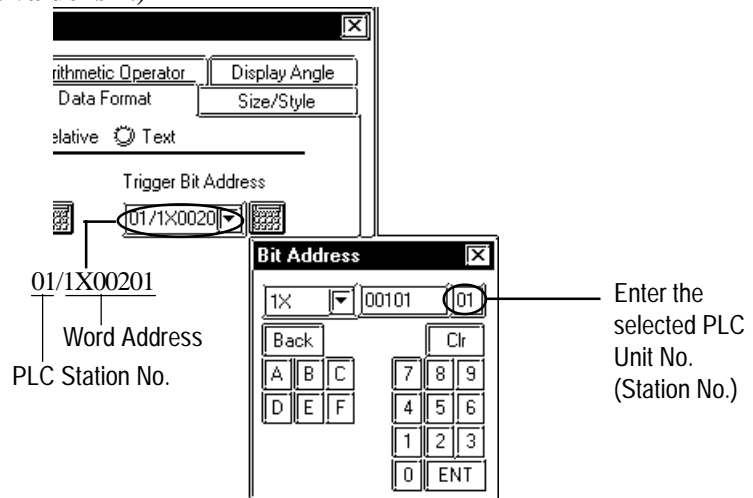 rithmetic Operator Display Angle
Data Format Size/Style
elative Text
Trigger Bit Address
01/1X0020
Bit Address
01/1X00201
1X 00101 01
Enter the
selected PLC
Unit No.
(Station No.)
Word Address
PLC Station No.
Back Clr
A B C 7 8 9
D E F 4 5 6
1 2 3
0 ENT